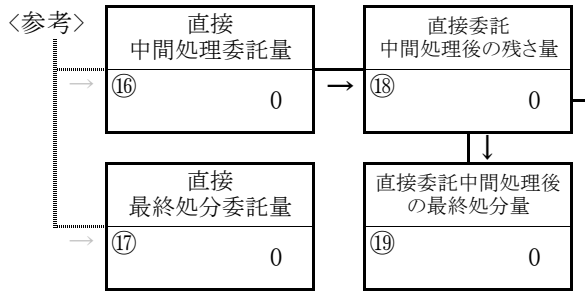 〈参考〉
直接
中間処理委託量
⑯
0
→
→
直接委託
中間処理後の残さ量
⑱
0
↓
直接
最終処分委託量
⑰
0
→
直接委託中間処理後
の最終処分量
⑲
0